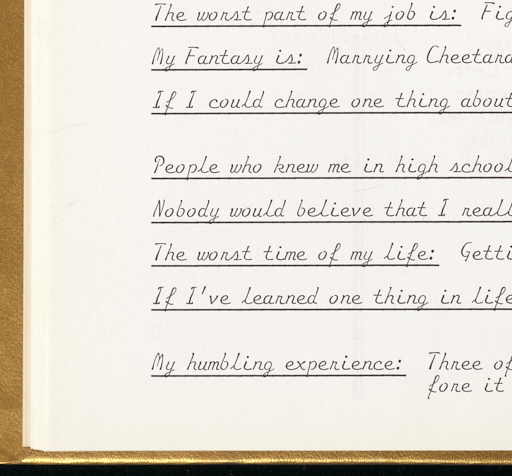 The worst part of my job is: Fig
My Fantasy is: Marrying Cheetara
If I could change one thing about
People who knew me in high school
Nobody would believe that I reall
The worst time of my life: Getti
If I've learned one thing in life
My humbling experience: Three of
fore it